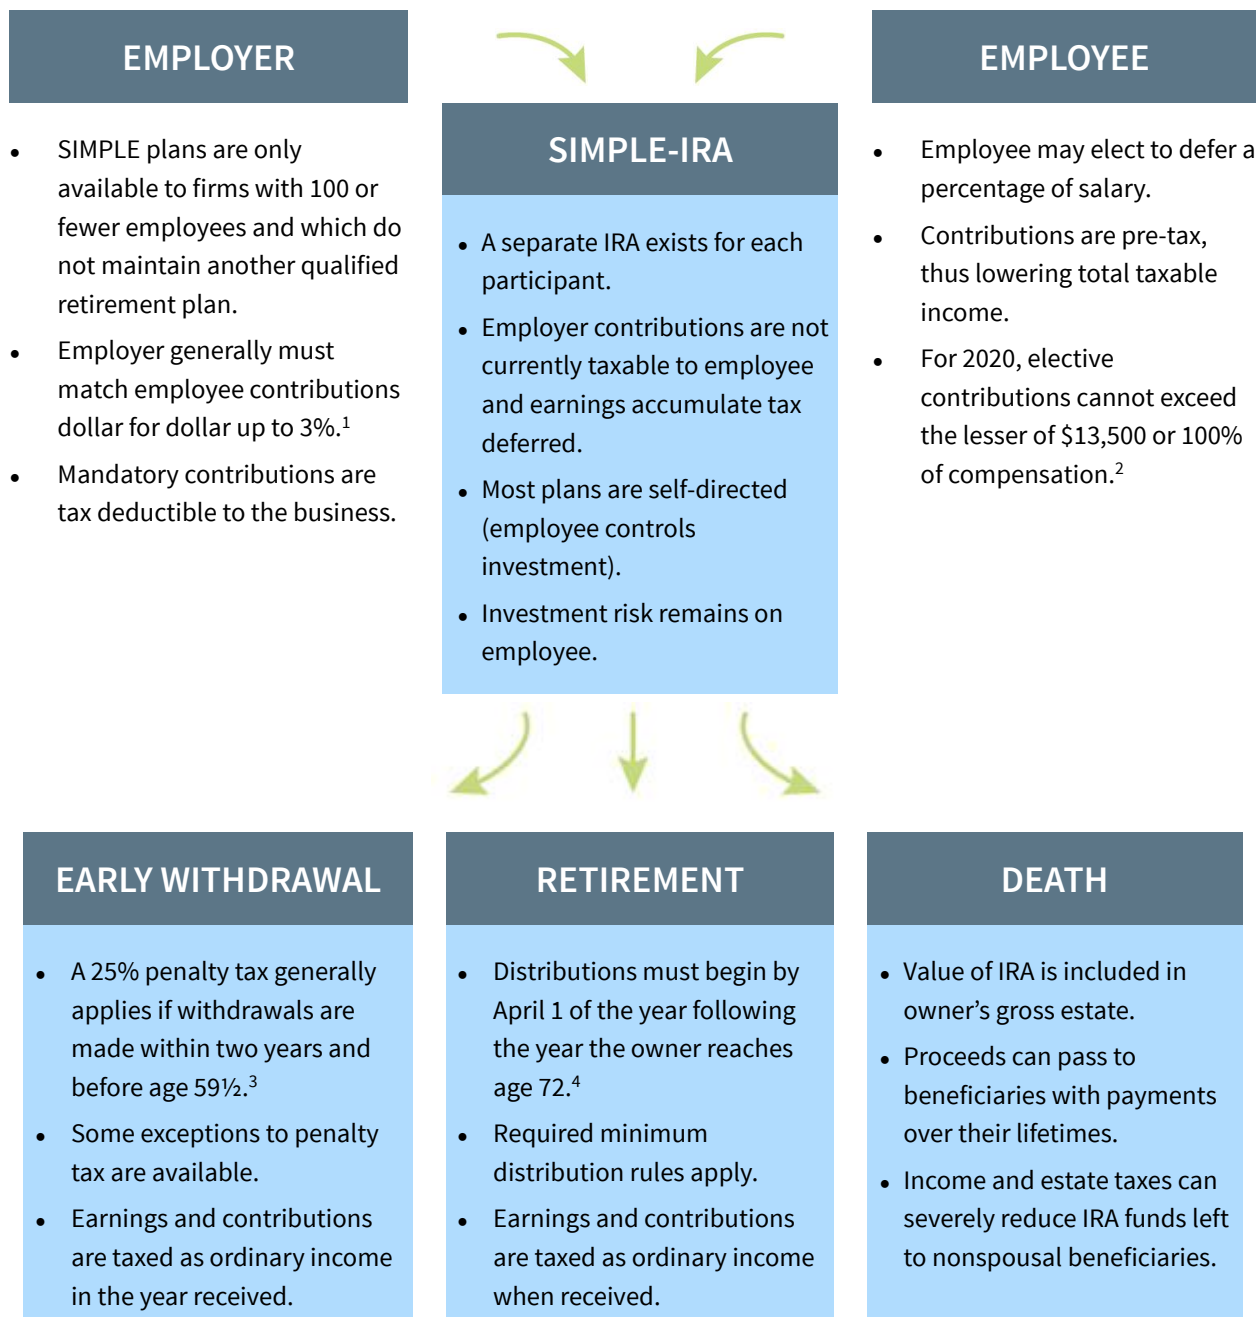 EMPLOYER
SIMPLE plans are only
available to firms with 100 or
fewer employees and which do
not maintain another qualified
retirement plan.
Employer generally must
match employee contributions
dollar for dollar up to 3%.¹
Mandatory contributions are
tax deductible to the business.
SIMPLE-IRA
A separate IRA exists for each
participant.
Employer contributions are not
currently taxable to employee
and earnings accumulate tax
deferred.
Most plans are self-directed
(employee controls
investment).
Investment risk remains on
employee.
EMPLOYEE
Employee may elect to defer a
percentage of salary.
Contributions are pre-tax,
thus lowering total taxable
income.
For 2020, elective
contributions cannot exceed
the lesser of $13,500 or 100%
of compensation.²
EARLY WITHDRAWAL
A 25% penalty tax generally
applies if withdrawals are
made within two years and
before age 59½.³
Some exceptions to penalty
tax are available.
Earnings and contributions
are taxed as ordinary income
in the year received.
RETIREMENT
Distributions must begin by
April 1 of the year following
the year the owner reaches
age 72.⁴
Required minimum
distribution rules apply.
Earnings and contributions
are taxed as ordinary income
when received.
DEATH
Value of IRA is included in
owner’s gross estate.
Proceeds can pass to
beneficiaries with payments
over their lifetimes.
Income and estate taxes can
severely reduce IRA funds left
to nonspousal beneficiaries.